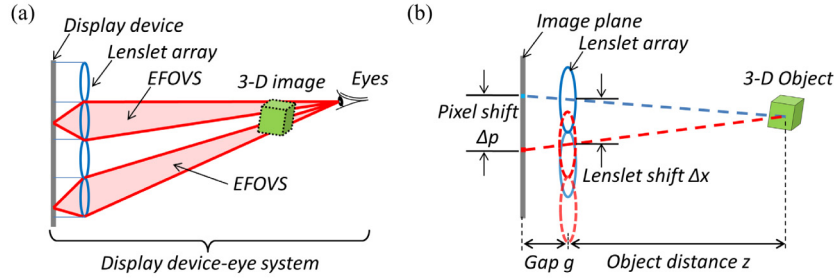 (a)
Display device
Lenslet array
EFOVS
3-D image
Eyes
EFOVS
Display device-eye system
(b)
Image plane
Lenslet array
3-D Object
Pixel shift
Δp
Lenslet shift Δx
Gap g
Object distance z